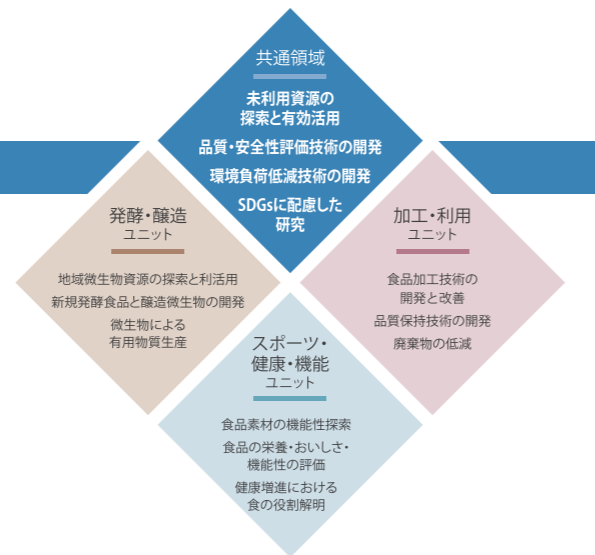 共通領域
未利用資源の
探索と有効活用
品質・安全性評価技術の開発
環境負荷低減技術の開発
SDGsに配慮した
研究
発酵・醸造
ユニット
地域微生物資源の探索と利活用
新規発酵食品と醸造微生物の開発
微生物による
有用物質生産
加工・利用
ユニット
食品加工技術の
開発と改善
品質保持技術の開発
廃棄物の低減
スポーツ・
健康・機能
ユニット
食品素材の機能性探索
食品の栄養・おいしさ・
機能性の評価
健康増進における
食の役割解明